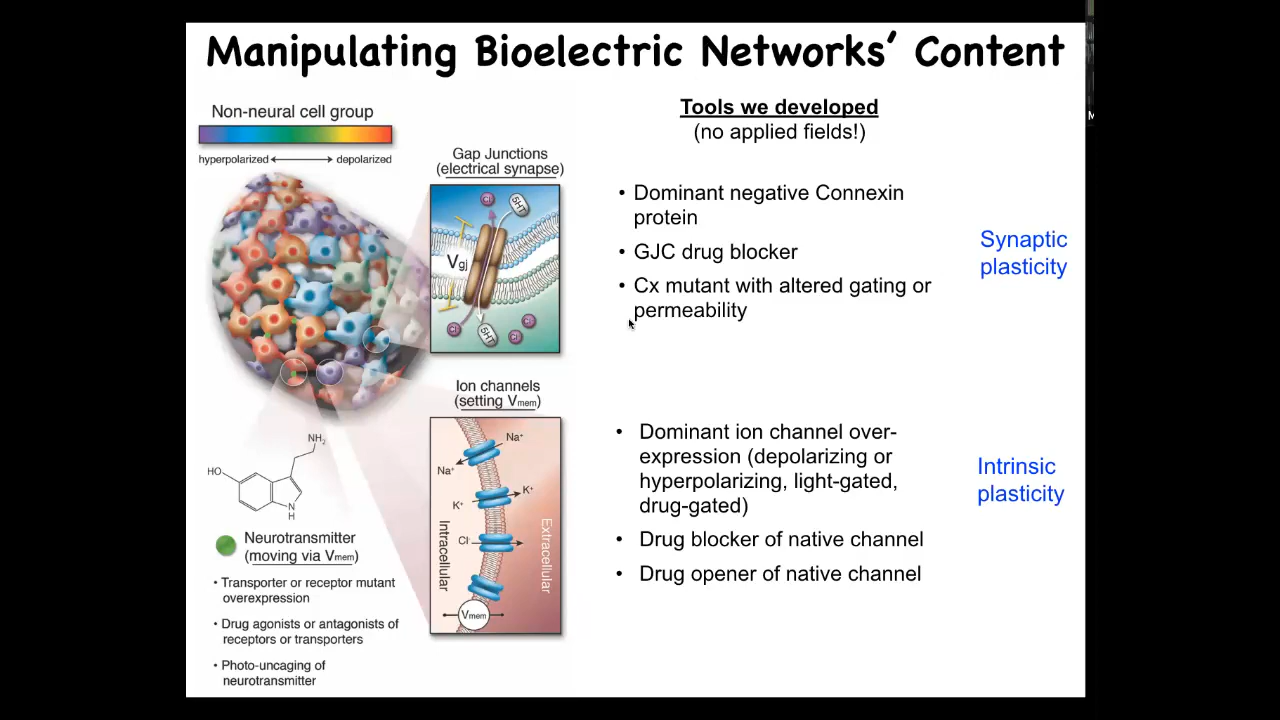 Manipulating Bioelectric Networks' Content
Non-neural cell group
hyperpolarized
depolarized
Gap Junctions
(electrical synapse)
Cl-
5HT
Vgj
Cl-
5HT
Ion channels
(setting Vmem)
Na+
Na+
K+
K+
Cl-
Intracellular
Extracellular
Vmem
NH2
HO
N
H
Neurotransmitter
(moving via Vmem)
• Transporter or receptor mutant
overexpression
• Drug agonists or antagonists of
receptors or transporters
• Photo-uncaging of
neurotransmitter
Tools we developed
(no applied fields!)
• Dominant negative Connexin
protein
• GJC drug blocker
• Cx mutant with altered gating or
permeability
Synaptic
plasticity
• Dominant ion channel over-
expression (depolarizing or
hyperpolarizing, light-gated,
drug-gated)
• Drug blocker of native channel
• Drug opener of native channel
Intrinsic
plasticity
M